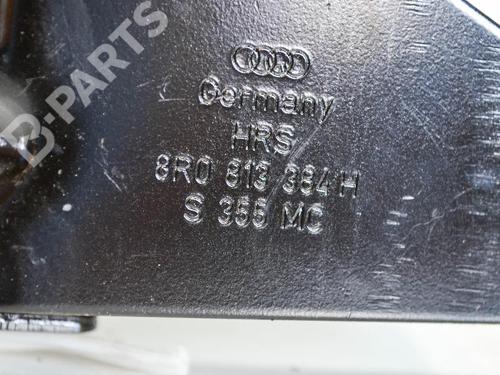 B-PARTS
Germany
HRS
8R0 813 384 H
S 355 MC